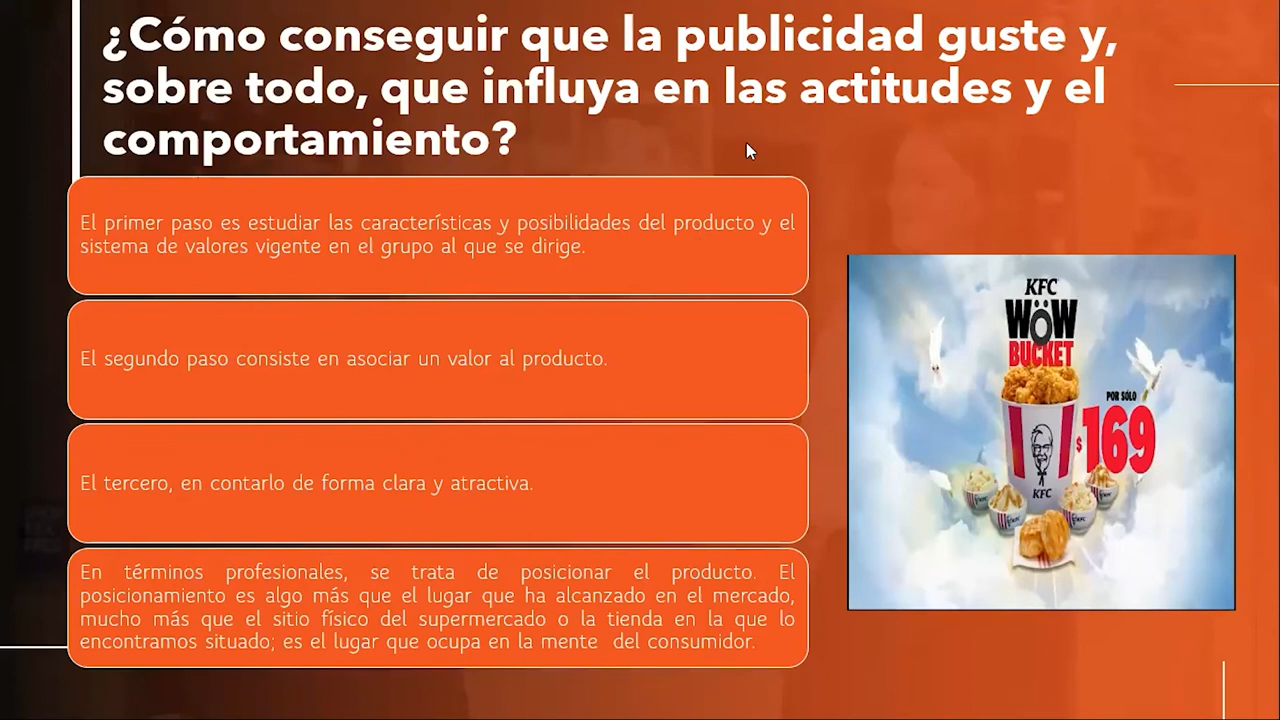 ¿Cómo conseguir que la publicidad guste y,
sobre todo, que influya en las actitudes y el
comportamiento?
El primer paso es estudiar las características y posibilidades del producto y el
sistema de valores vigente en el grupo al que se dirige.
El segundo paso consiste en asociar un valor al producto.
El tercero, en contarlo de forma clara y atractiva.
En términos profesionales, se trata de posicionar el producto. El
posicionamiento es algo más que el lugar que ha alcanzado en el mercado,
mucho más que el sitio físico del supermercado o la tienda en la que lo
encontramos situado; es el lugar que ocupa en la mente del consumidor.
KFC
WÖW
BUCKET
POR SÓLO
$169
KFC